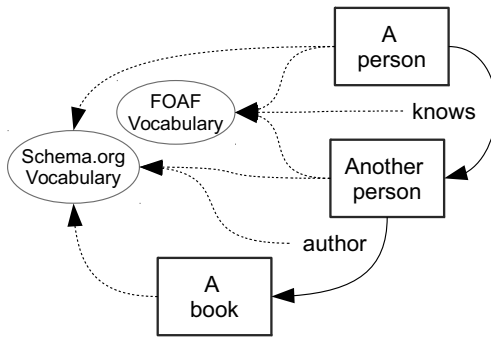 A
person
FOAF
Vocabulary
knows
Schema.org
Vocabulary
Another
person
author
A
book